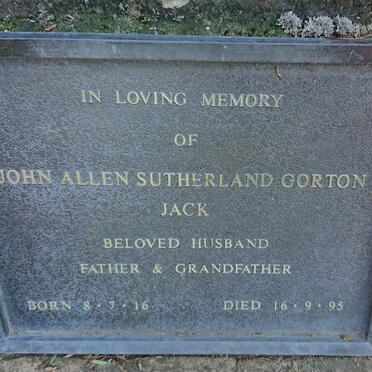 IN LOVING MEMORY
OF
JOHN ALLEN SUTHERLAND GORTON
JACK
BELOVED HUSBAND
FATHER & GRANDFATHER
BORN 8·7·16 DIED 16·9·95